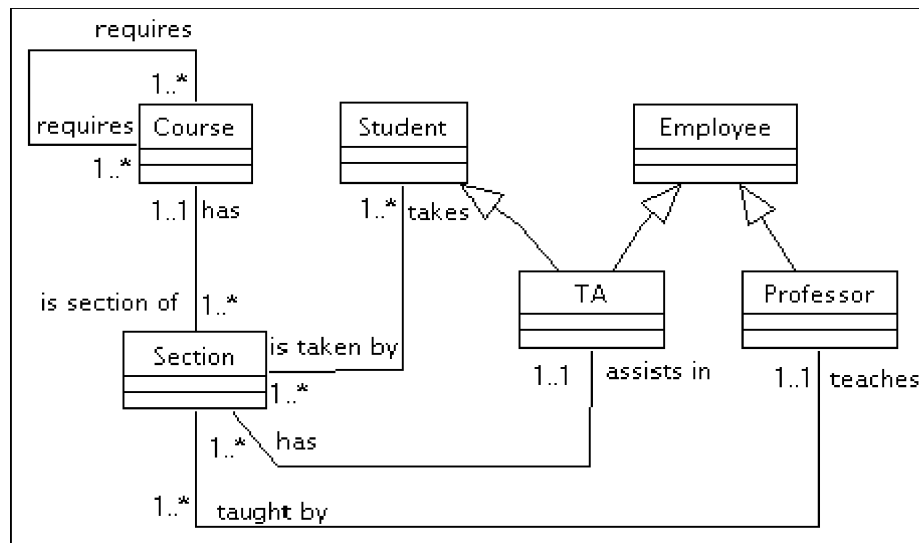 requires
1..*
requires
Course
Student
Employee
1..*
1..1
has
1..*
takes
TA
Professor
is section of
1..*
Section
is taken by
1..*
1..1
assists in
1..1
teaches
1..*
has
1..*
taught by